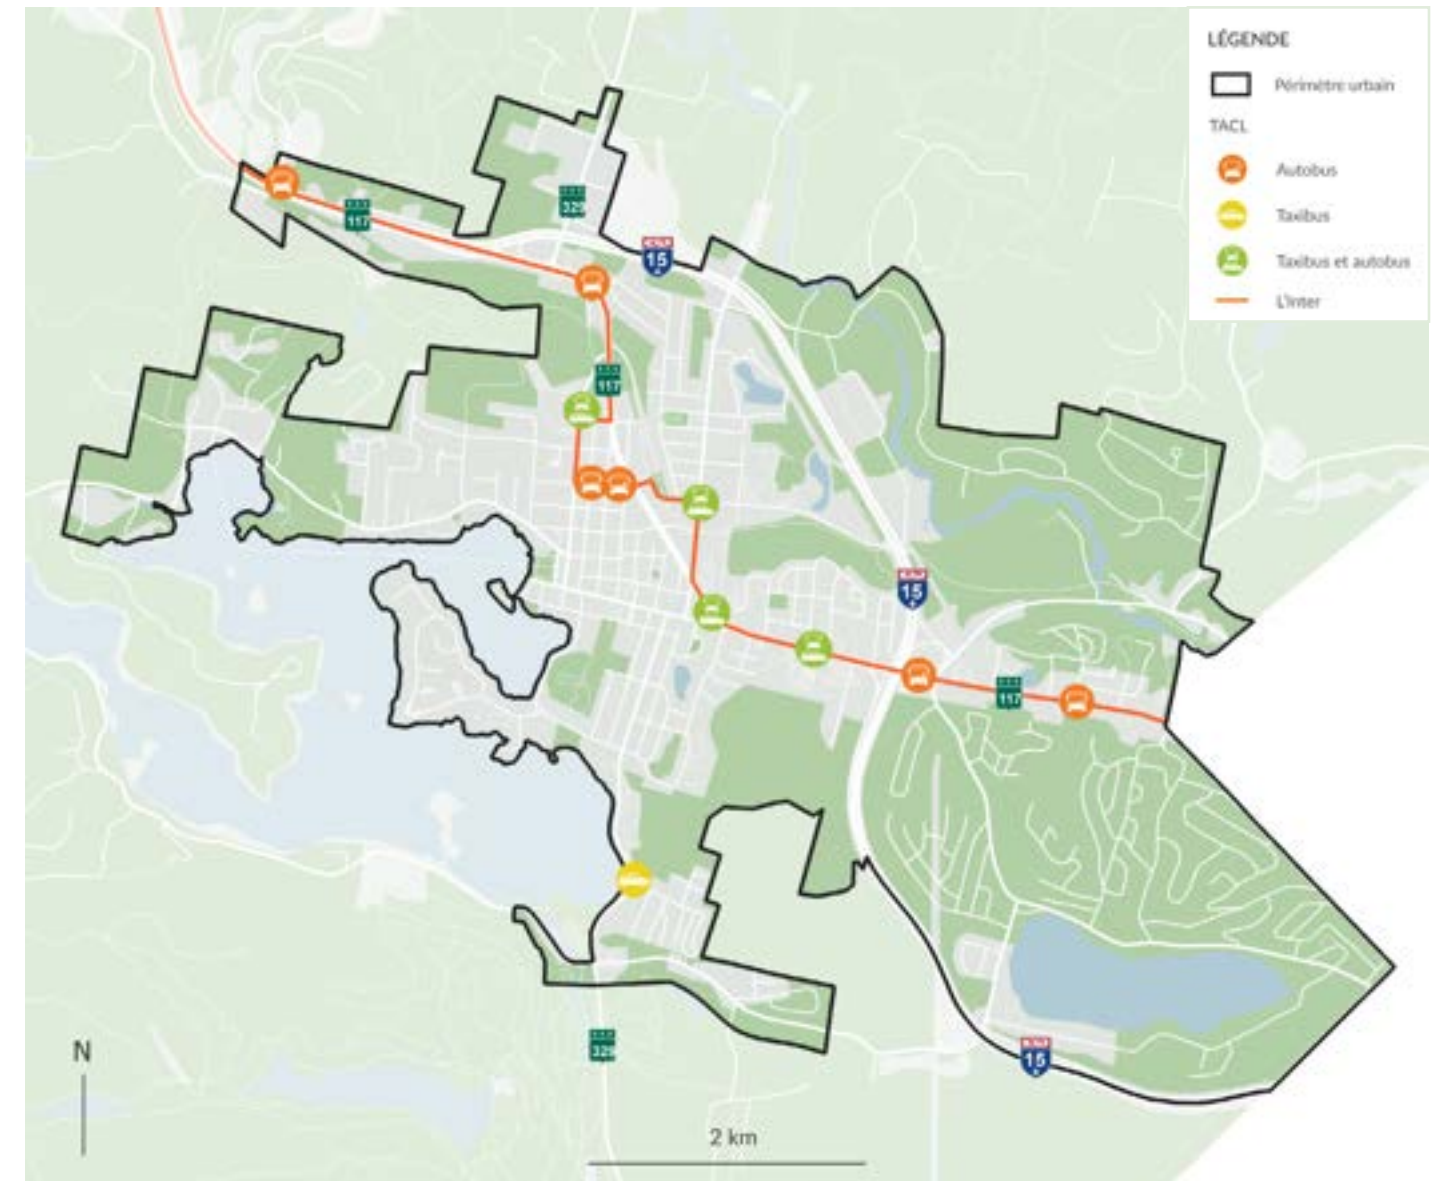 LÉGENDE
Périmètre urbain
TACL
Autobus
Taxibus
Taxibus et autobus
L'Inter
117
329
15
117
15
117
329
15
N
2 km